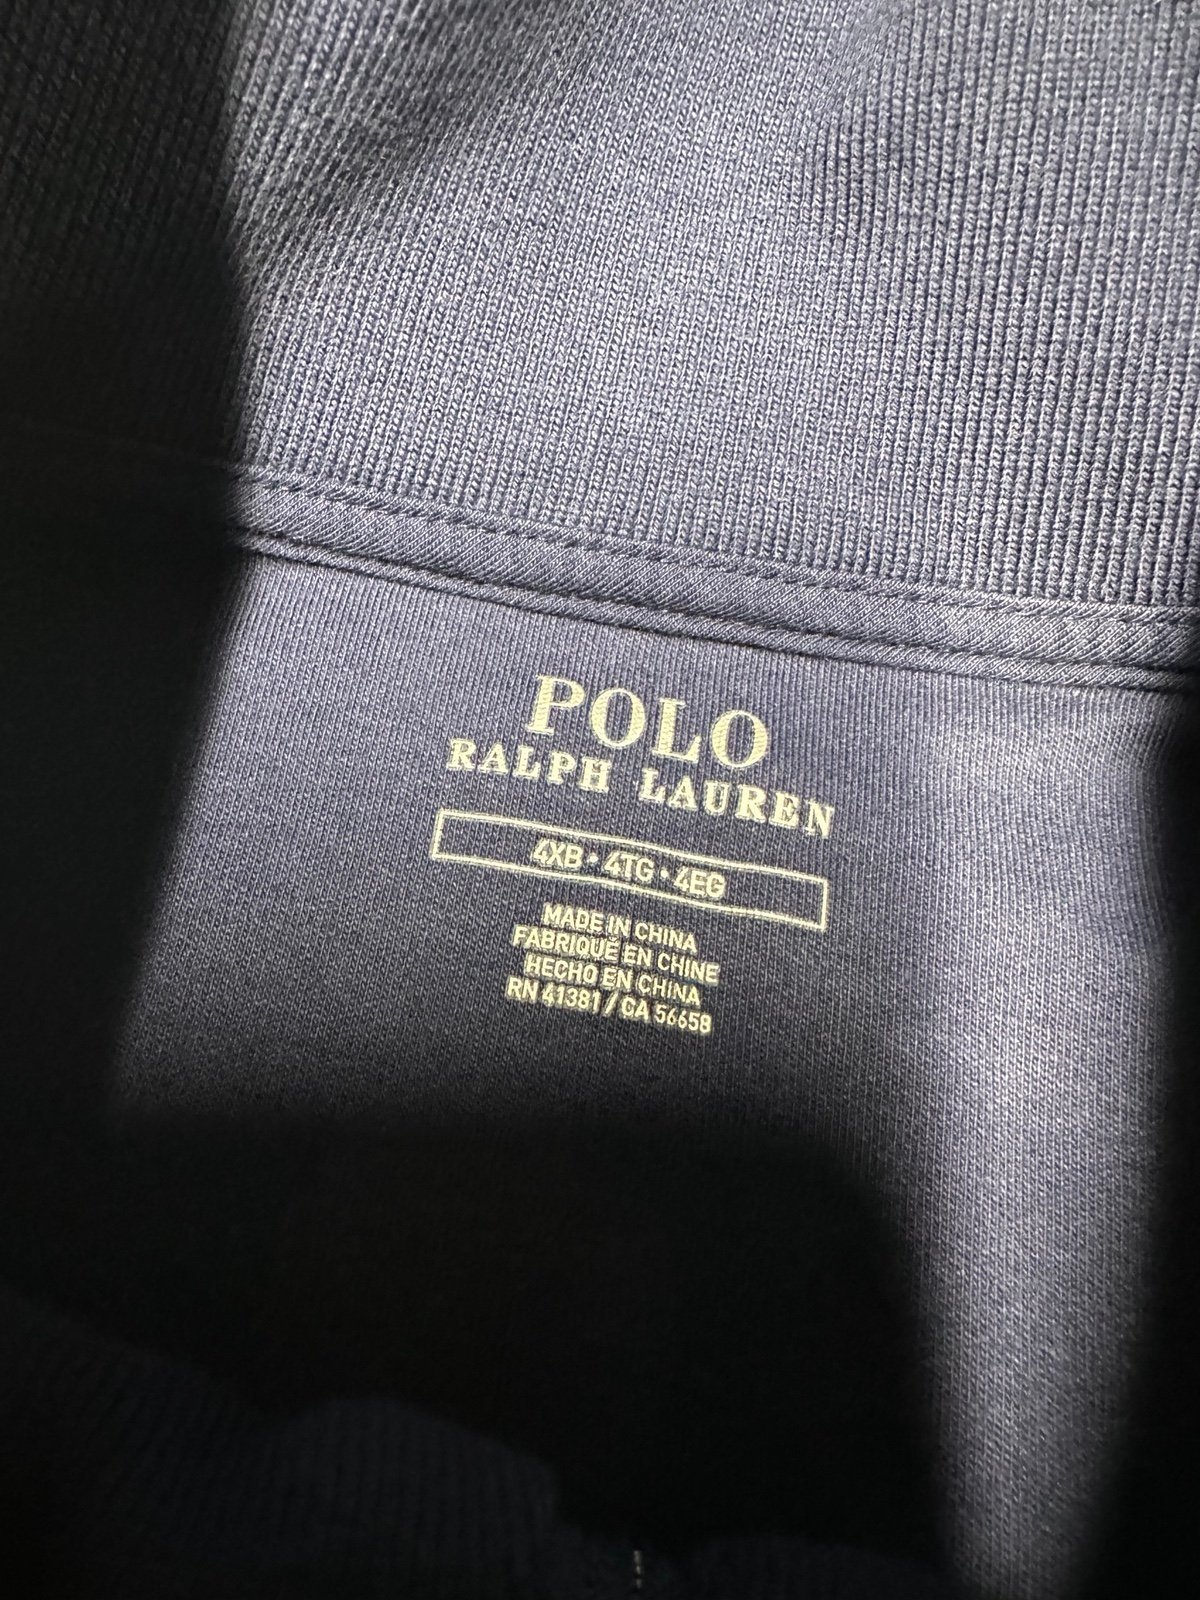 POLO
RALPH LAUREN
4XB • 4TG • 4EG
MADE IN CHINA
FABRIQUÉ EN CHINE
HECHO EN CHINA
RN 41381 / CA 56658